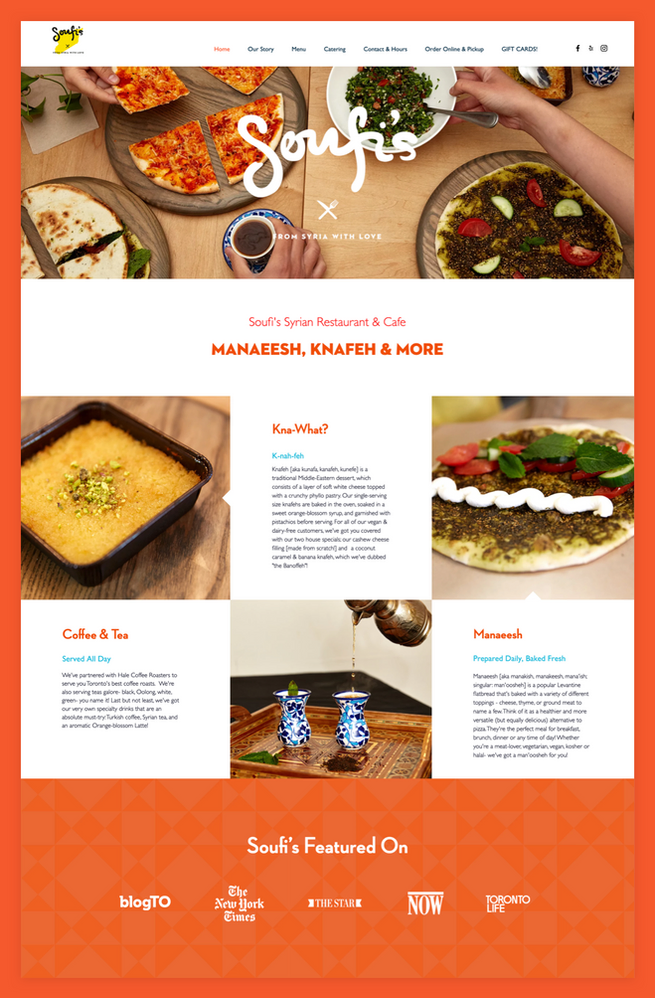 Soufi's
Home Our Story Menu Catering Contact & Hours Order Online & Pickup GIFT CARDS!
Soufi's
FROM SYRIA WITH LOVE
Soufi's Syrian Restaurant & Cafe
MANAEESH, KNAFEH & MORE
Kna-What?
K-nah-feh
Knafeh [aka kunafa, kanafeh, kunefe] is a
traditional Middle-Eastern dessert, which
consists of a layer of soft white cheese topped
with a crunchy phyllo pastry. Our single-serving
size knafehs are baked in the oven, soaked in a
sweet orange-blossom syrup, and garnished with
pistachios before serving. For all of our vegan &
dairy-free customers, we've got you covered
with our two house specials: our cashew cheese
filling [made from scratch!] and a coconut
caramel & banana knafeh, which we've dubbed
"the Banoffeh"!
Coffee & Tea
Served All Day
We've partnered with Hale Coffee Roasters to
serve you Toronto's best coffee roasts. We're
also serving teas galore- black, Oolong, white,
green- you name it! Last but not least, we've got
our very own specialty drinks that are an
absolute must-try: Turkish coffee, Syrian tea, and
an aromatic Orange-blossom Latte!
Manaeesh
Prepared Daily, Baked Fresh
Manaeesh [aka manakish, manakeesh, mana'ish;
singular: man'oosheh] is a popular Levantine
flatbread that's baked with a variety of different
toppings - cheese, thyme, or ground meat to
name a few. Think of it as a healthier and more
versatile (but equally delicious) alternative to
pizza. They're the perfect meal for breakfast,
brunch, dinner or any time of day! Whether
you're a meat-lover, vegetarian, vegan, kosher or
halal- we've got a man'oosheh for you!
Soufi's Featured On
blogTO
The
New York
Times
THE STAR
NOW
TORONTO
LIFE